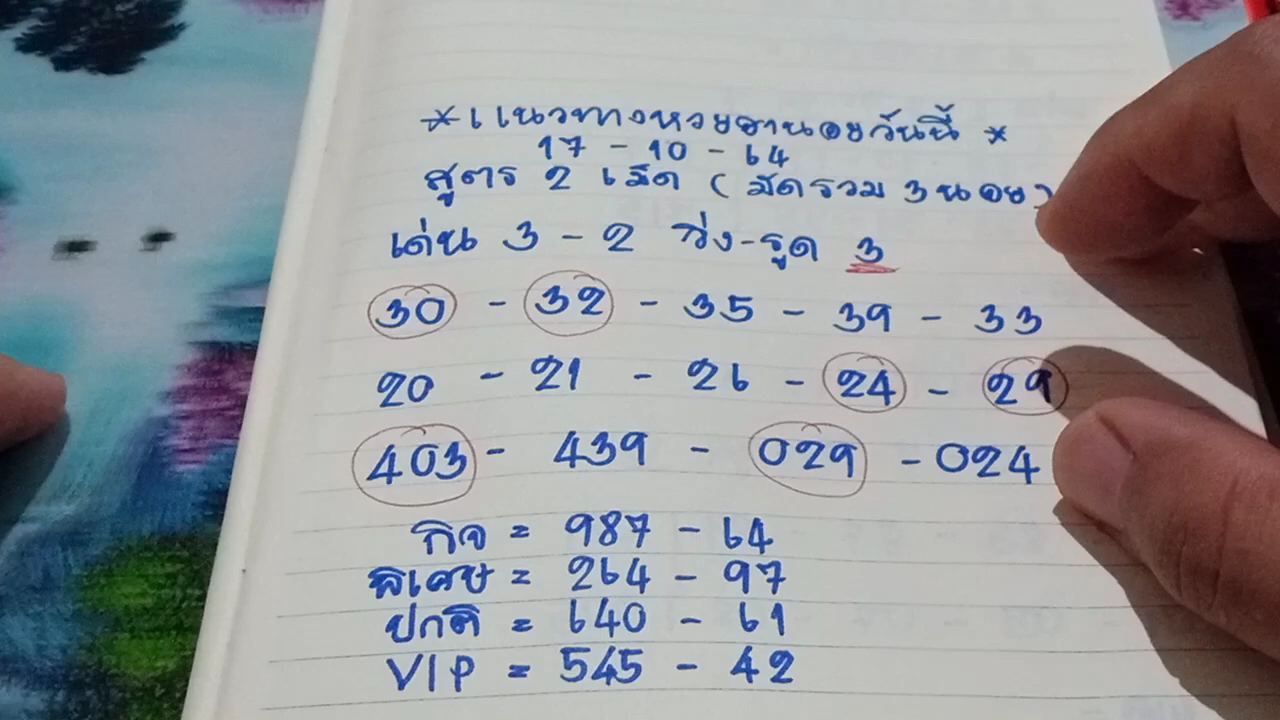 * แนวทางหวยฮานอยวันนี้ *
17 - 10 - 64
สูตร 2 เม็ด ( มัดรวม 3 นอย)
เด่น 3 - 2 วิ่ง-รูด 3
30 - 32 - 35 - 39 - 33
20 - 21 - 26 - 24 - 29
403 - 439 - 029 - 024
กิจ = 987 - 64
พิเศษ = 264 - 97
ปกติ = 640 - 61
VIP = 545 - 42